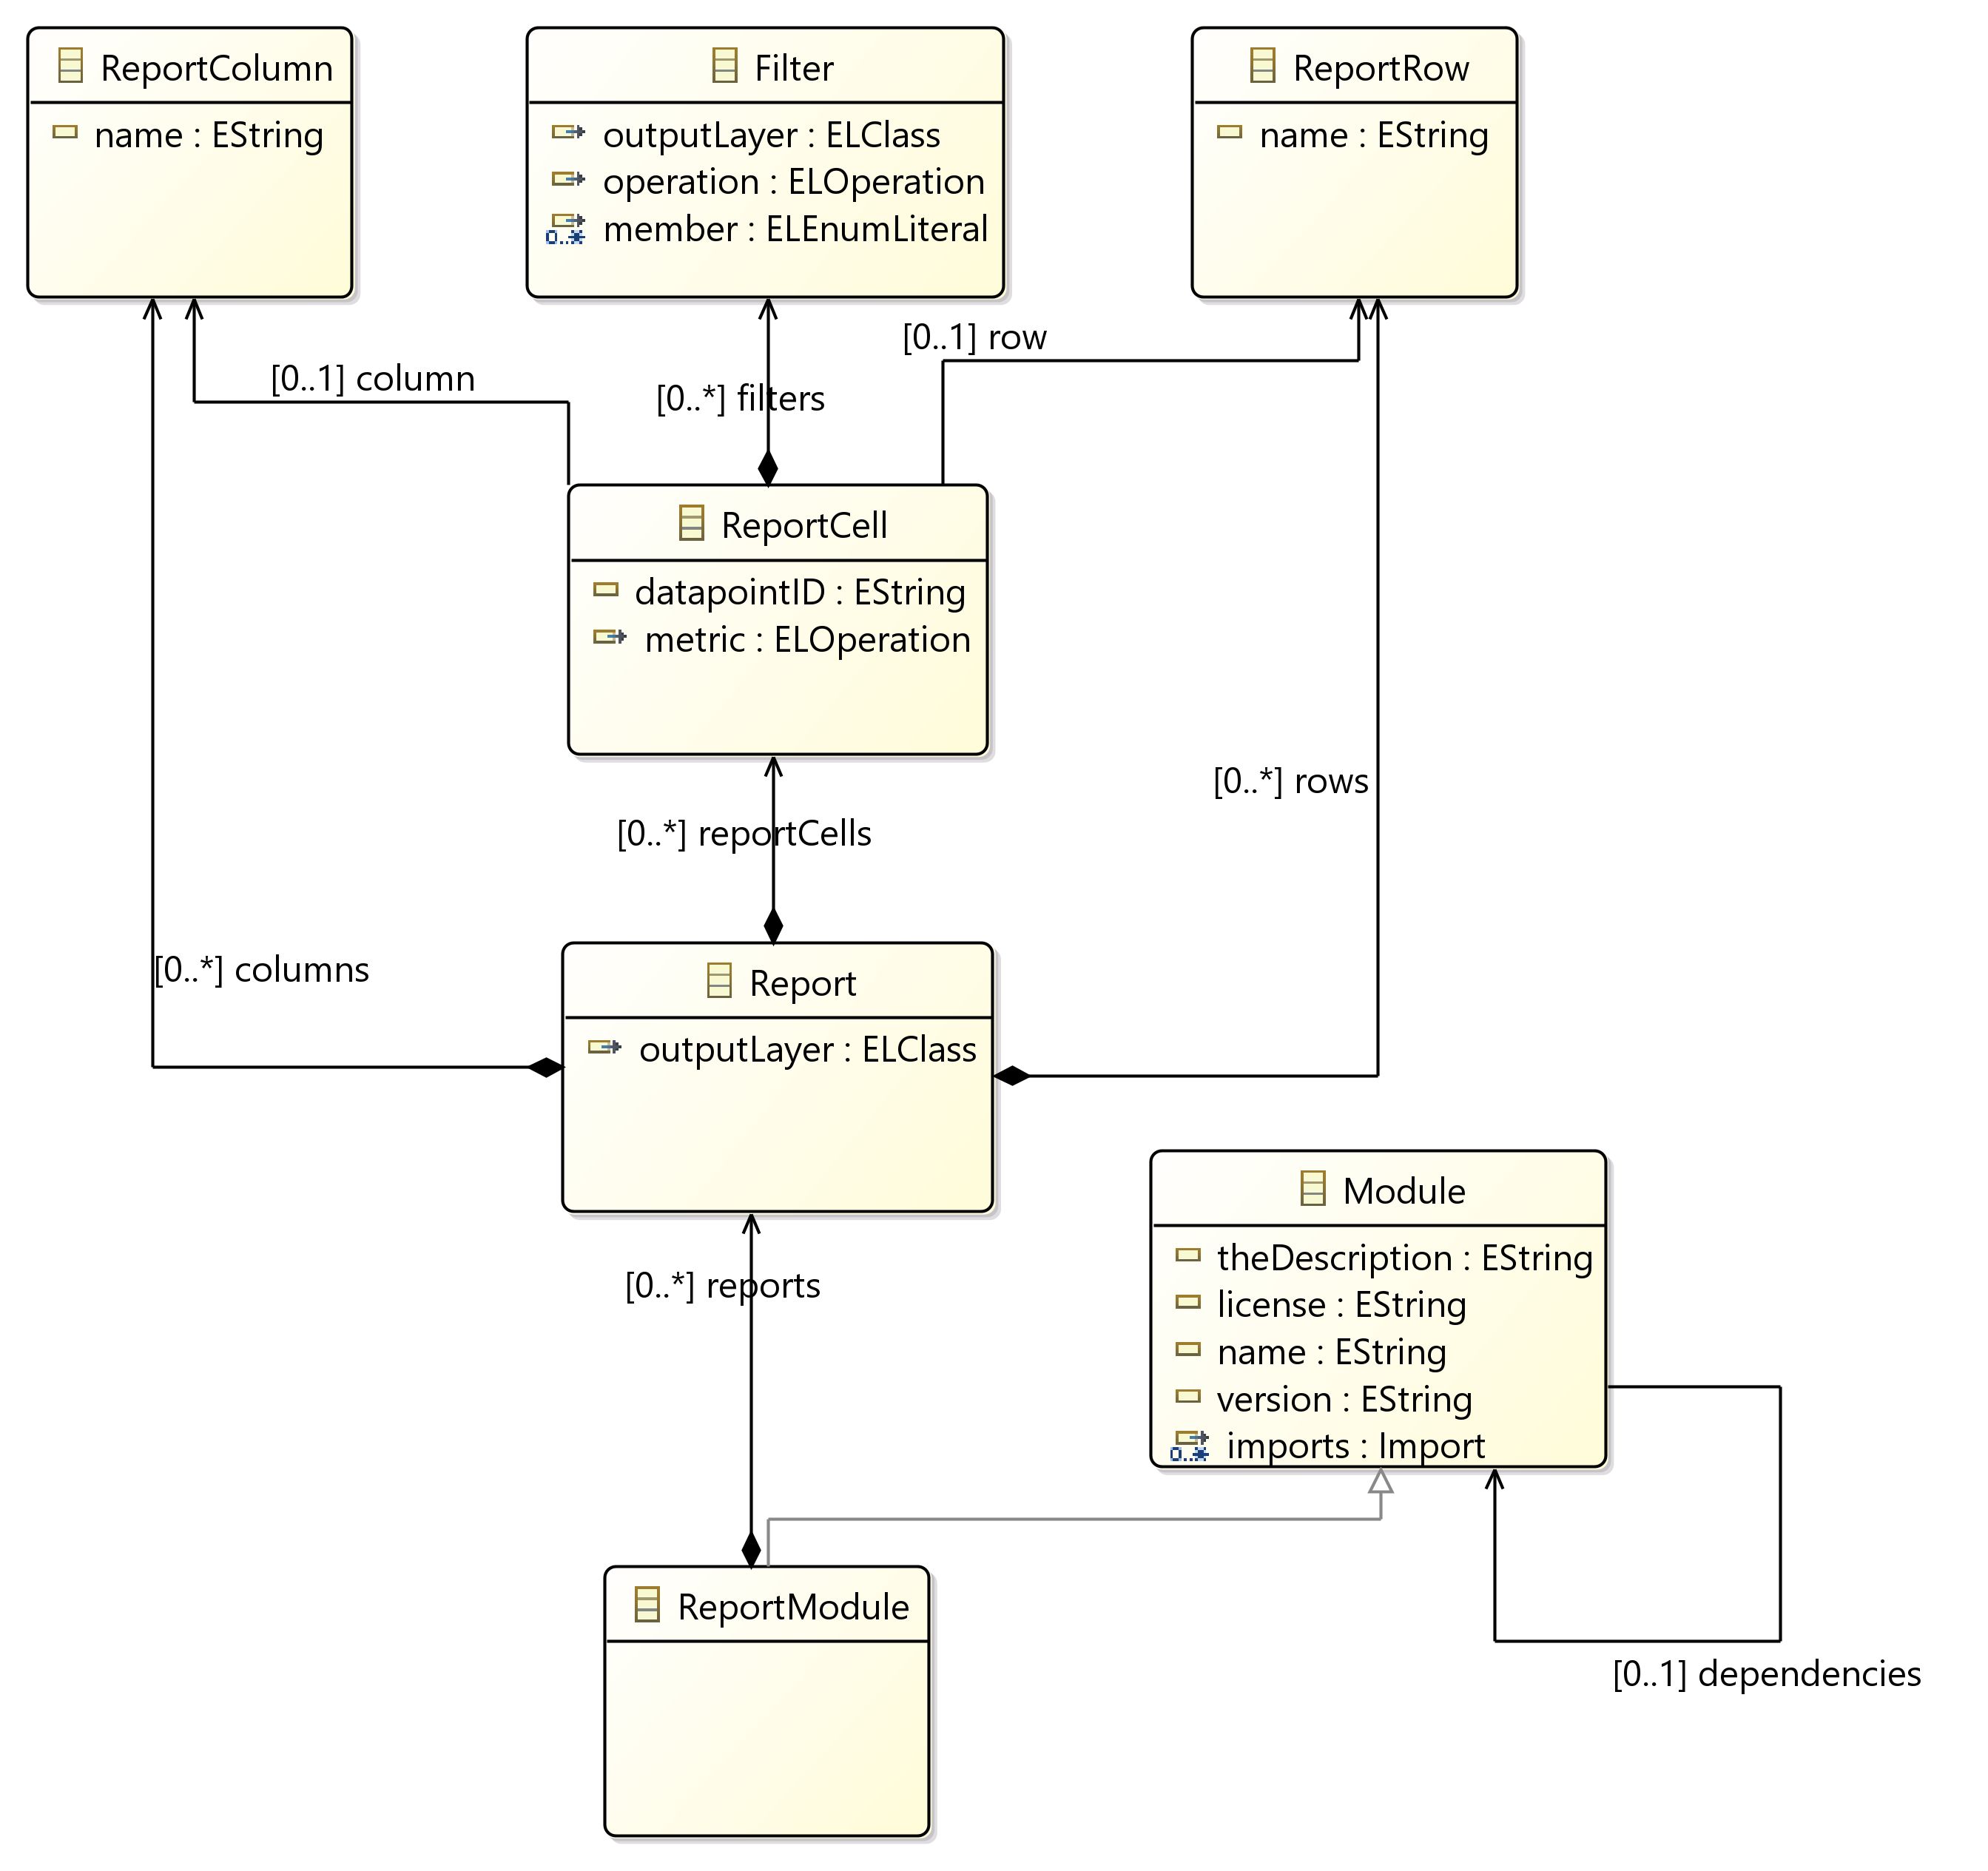 ReportColumn
name : EString
Filter
outputLayer : ELClass
operation : ELOperation
0..*
member : ELEnumLiteral
ReportRow
name : EString
[0..1] row
[0..1] column
[0..*] filters
ReportCell
datapointID : EString
metric : ELOperation
[0..*] rows
[0..*] reportCells
[0..*] columns
Report
outputLayer : ELClass
Module
theDescription : EString
license : EString
name : EString
version : EString
0..*
imports : Import
[0..*] reports
ReportModule
[0..1] dependencies